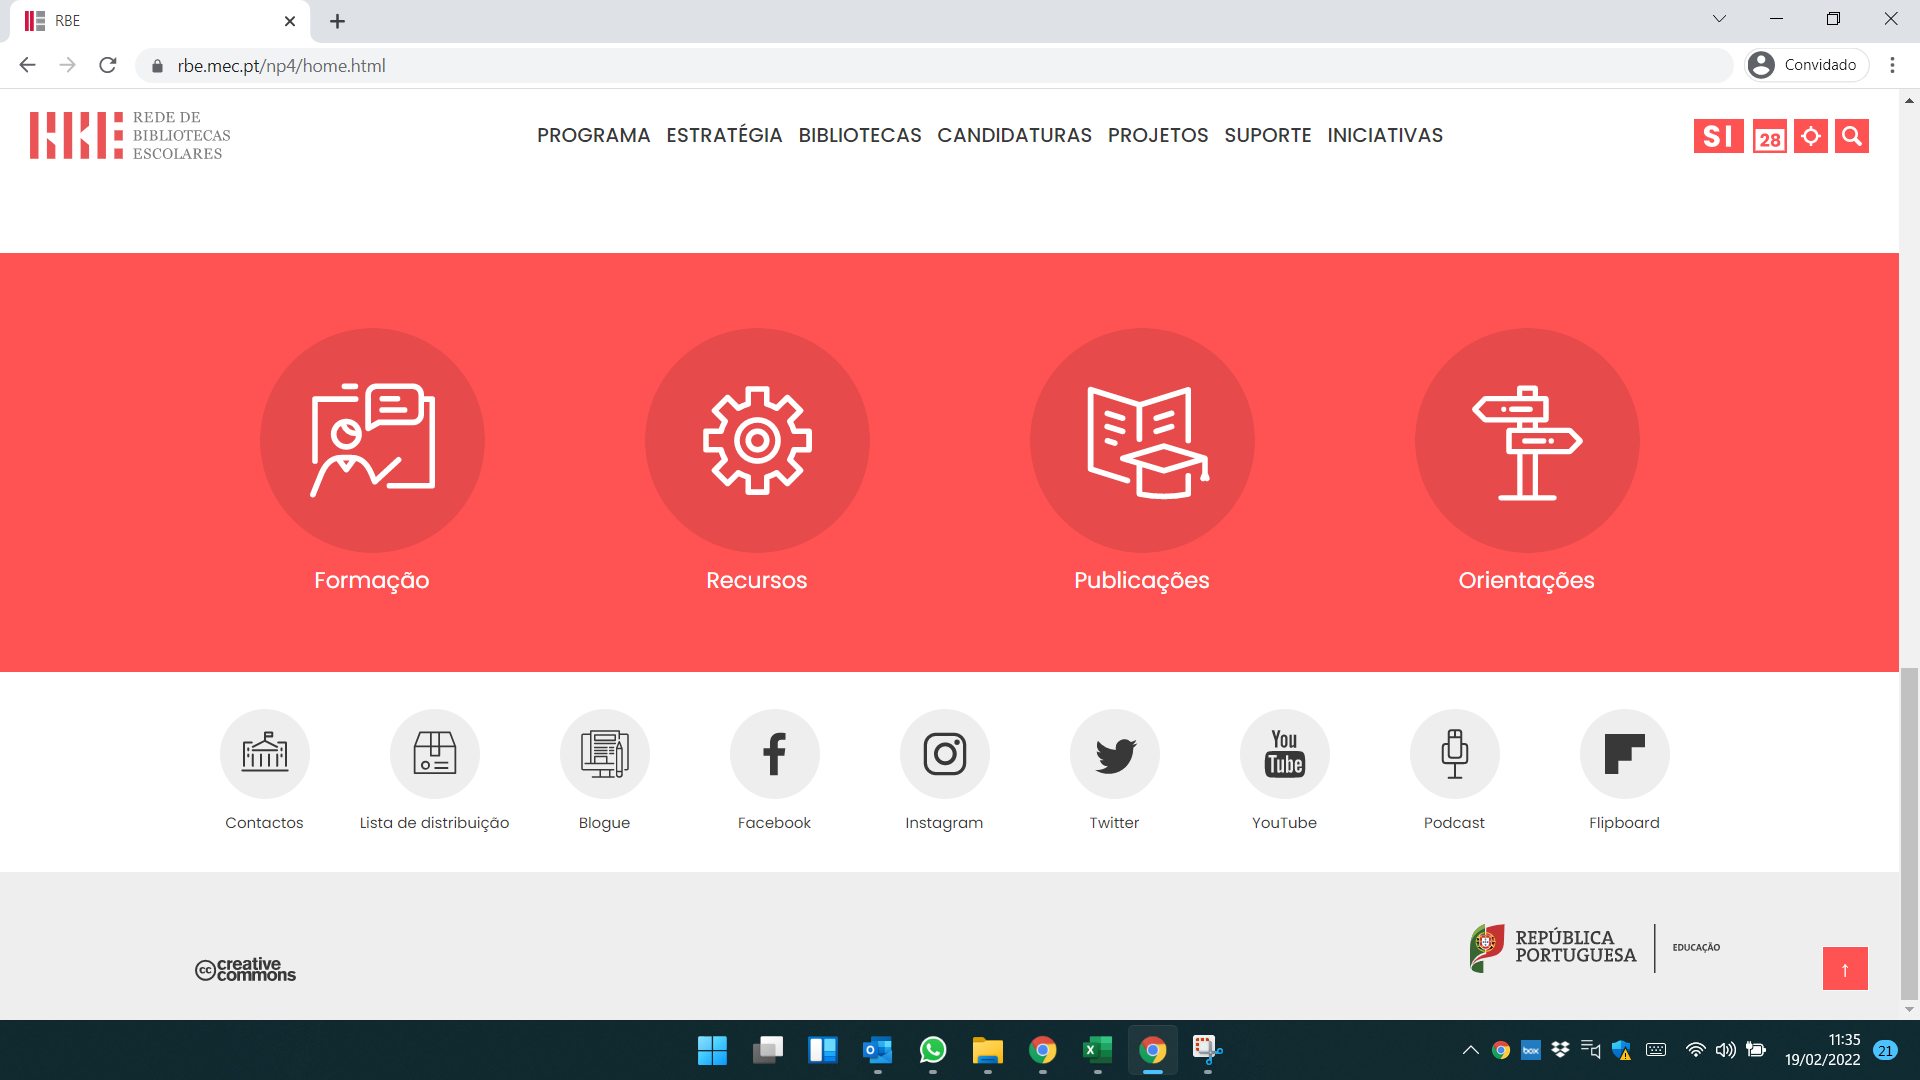 RBE
rbe.mec.pt/np4/home.html
Convidado
REDE DE
BIBLIOTECAS
ESCOLARES
PROGRAMA ESTRATÉGIA BIBLIOTECAS CANDIDATURAS PROJETOS SUPORTE INICIATIVAS
SI
28
Formação
Recursos
Publicações
Orientações
You
Tube
Contactos
Lista de distribuição
Blogue
Facebook
Instagram
Twitter
YouTube
Podcast
Flipboard
cc creative
commons
REPÚBLICA
PORTUGUESA
EDUCAÇÃO
↑
box
11:35
19/02/2022
21